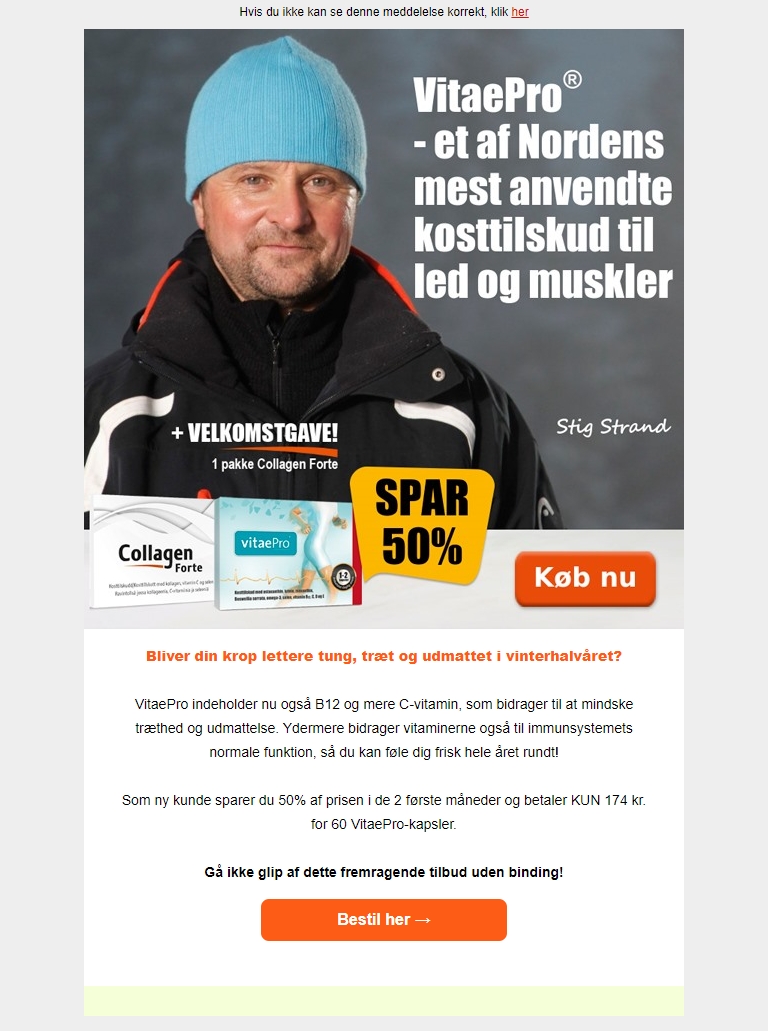 Hvis du ikke kan se denne meddelelse korrekt, klik her
VitaePro®
- et af Nordens
mest anvendte
kosttilskud til
led og muskler
Stig Strand
+ VELKOMSTGAVE!
1 pakke Collagen Forte
SPAR
50%
Collagen
Forte
vitaePro
1-2
Køb nu
Bliver din krop lettere tung, træt og udmattet i vinterhalvåret?
VitaePro indeholder nu også B12 og mere C-vitamin, som bidrager til at mindske
træthed og udmattelse. Ydermere bidrager vitaminerne også til immunsystemets
normale funktion, så du kan føle dig frisk hele året rundt!
Som ny kunde sparer du 50% af prisen i de 2 første måneder og betaler KUN 174 kr.
for 60 VitaePro-kapsler.
Gå ikke glip af dette fremragende tilbud uden binding!
Bestil her →